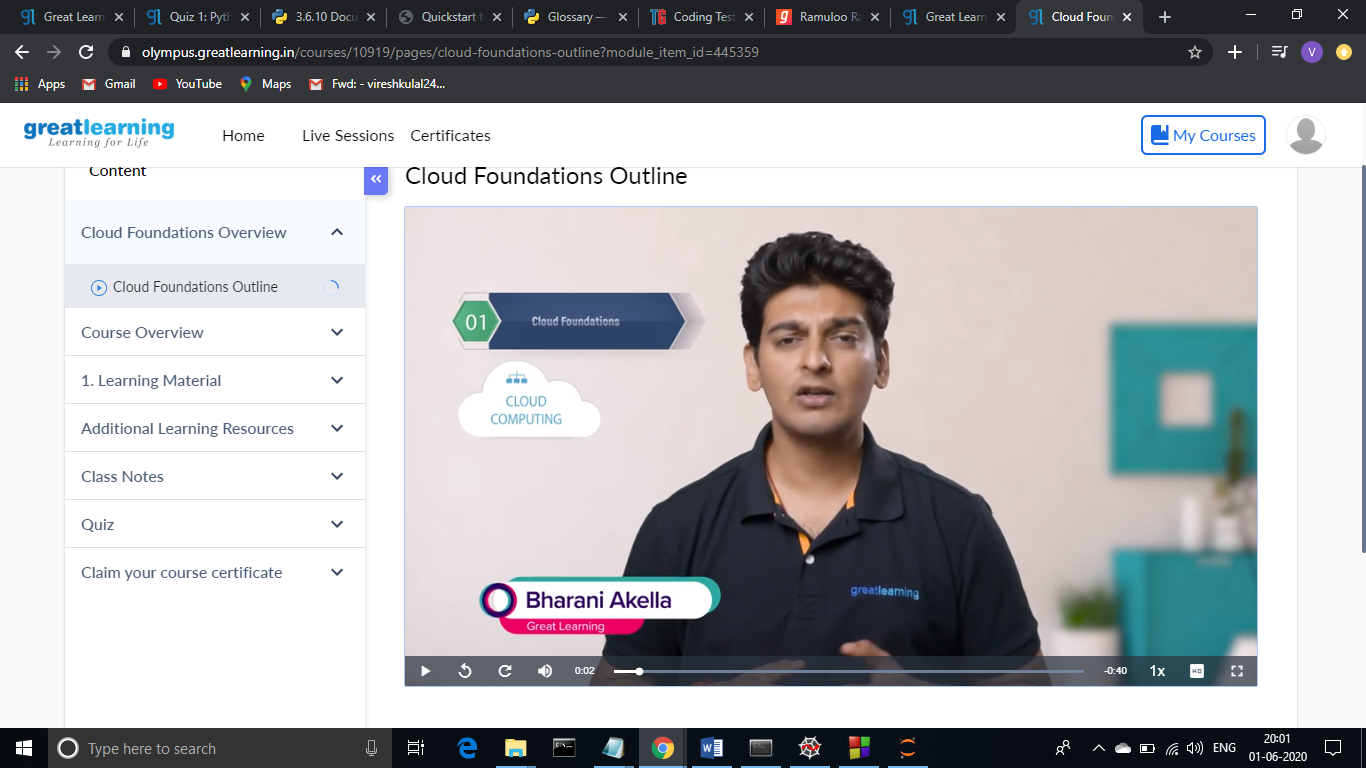 Great Learn
Quiz 1: Pyth
3.6.10 Docu
Quickstart t
Glossary —
TG Coding Test
Ramuloo Ra
Great Learn
Cloud Foun
olympus.greatlearning.in/courses/10919/pages/cloud-foundations-outline?module_item_id=445359
V
Apps
Gmail
YouTube
Maps
Fwd: - vireshkulal24...
greatlearning
Learning for Life
Home
Live Sessions
Certificates
My Courses
Content
Cloud Foundations Overview
Cloud Foundations Outline
Course Overview
1. Learning Material
Additional Learning Resources
Class Notes
Quiz
Claim your course certificate
Cloud Foundations Outline
01
Cloud Foundations
CLOUD
COMPUTING
Bharani Akella
Great Learning
greatlearning
0:02
-0:40
1x
HD
Type here to search
ENG
20:01
01-06-2020